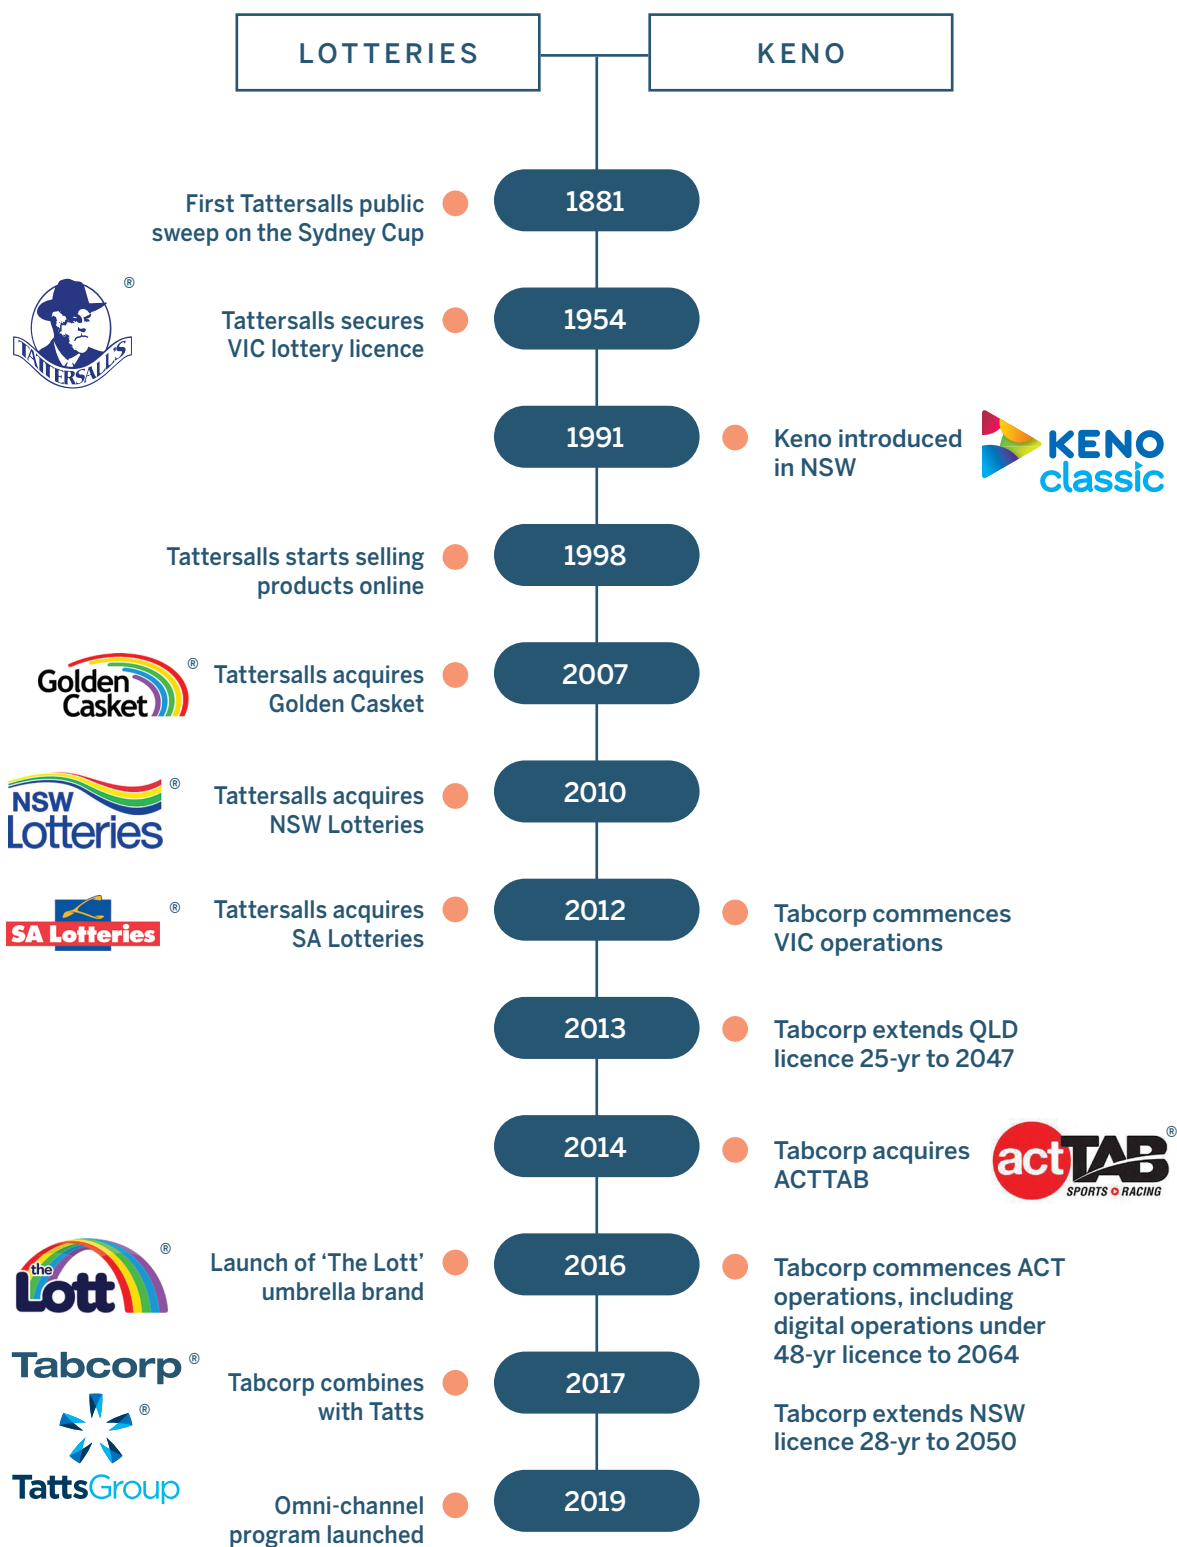 LOTTERIES
KENO
First Tattersalls public
sweep on the Sydney Cup
1881
®
TATTERSALL'S
Tattersalls secures
VIC lottery licence
1954
1991
Keno introduced
in NSW
KENO
classic
Tattersalls starts selling
products online
1998
Golden
Casket
®
Tattersalls acquires
Golden Casket
2007
NSW
Lotteries
®
Tattersalls acquires
NSW Lotteries
2010
SA Lotteries
®
Tattersalls acquires
SA Lotteries
2012
Tabcorp commences
VIC operations
2013
Tabcorp extends QLD
licence 25-yr to 2047
2014
Tabcorp acquires
ACTTAB
actTAB
®
SPORTS RACING
the
Lott
®
Launch of ‘The Lott’
umbrella brand
2016
Tabcorp commences ACT
operations, including
digital operations under
48-yr licence to 2064
Tabcorp extends NSW
licence 28-yr to 2050
Tabcorp ®
®
TattsGroup
Tabcorp combines
with Tatts
2017
Omni-channel
program launched
2019